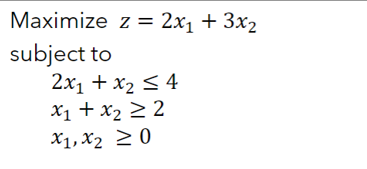 Maximize z = 2x₁ + 3x₂
subject to
2x₁ + x₂ ≤ 4
x₁ + x₂ ≥ 2
x₁, x₂ ≥ 0